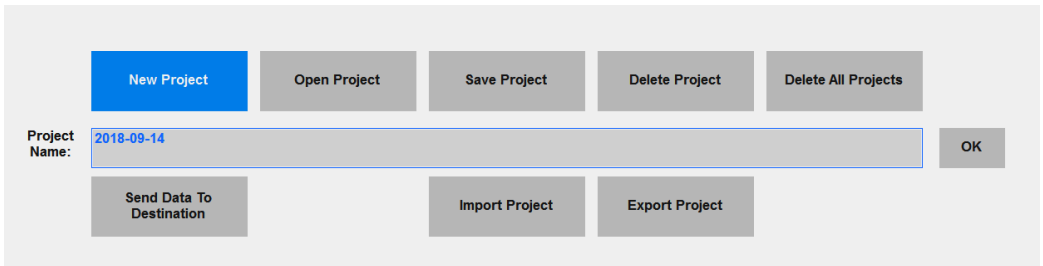 New Project
Open Project
Save Project
Delete Project
Delete All Projects
Project
Name:
2018-09-14
OK
Send Data To
Destination
Import Project
Export Project